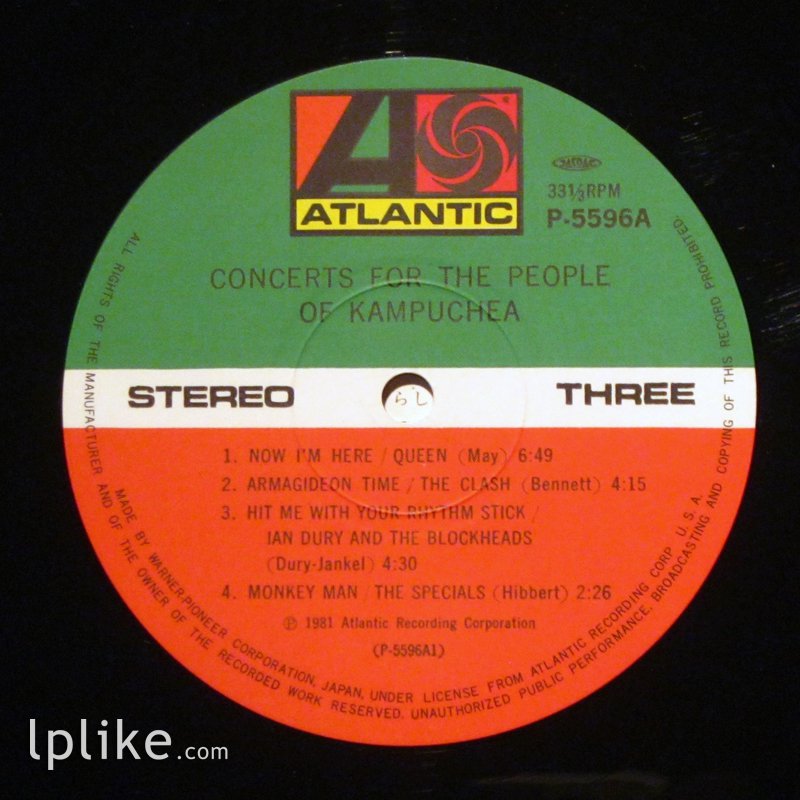 ATLANTIC
JASRAC
33⅓RPM
P-5596A
CONCERTS FOR THE PEOPLE
OF KAMPUCHEA
STEREO
THREE
1. NOW I'M HERE / QUEEN (May) 6:49
2. ARMAGIDEON TIME / THE CLASH (Bennett) 4:15
3. HIT ME WITH YOUR RHYTHM STICK /
IAN DURY AND THE BLOCKHEADS
(Dury-Jankel) 4:30
4. MONKEY MAN / THE SPECIALS (Hibbert) 2:26
℗ 1981 Atlantic Recording Corporation
(P-5596A1)
MADE BY WARNER-PIONEER CORPORATION, JAPAN, UNDER LICENSE FROM ATLANTIC RECORDING CORP. U.S.A.
ALL RIGHTS OF THE MANUFACTURER AND OF THE OWNER OF THE RECORDED WORK RESERVED. UNAUTHORIZED PUBLIC PERFORMANCE, BROADCASTING AND COPYING OF THIS RECORD PROHIBITED.
lplike.com